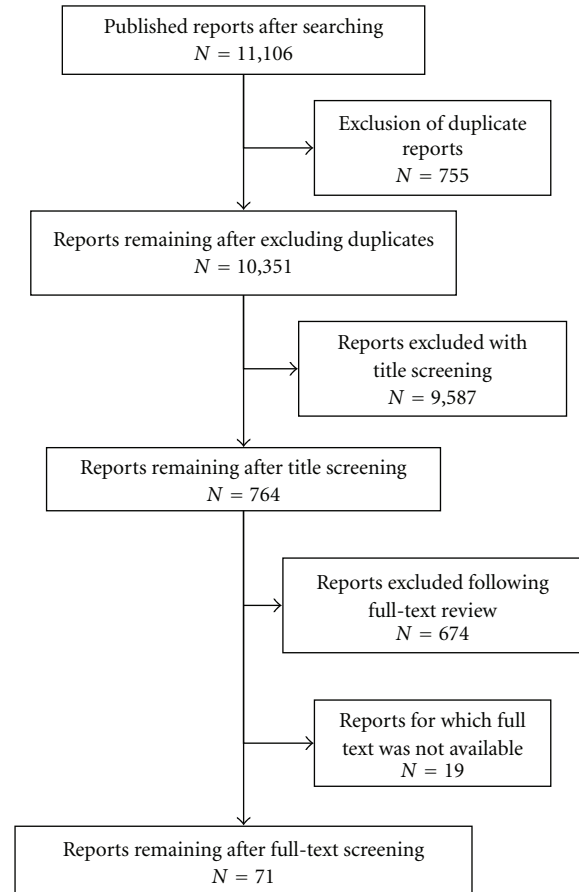 Published reports after searching
N = 11,106
Exclusion of duplicate
reports
N = 755
Reports remaining after excluding duplicates
N = 10,351
Reports excluded with
title screening
N = 9,587
Reports remaining after title screening
N = 764
Reports excluded following
full-text review
N = 674
Reports for which full
text was not available
N = 19
Reports remaining after full-text screening
N = 71